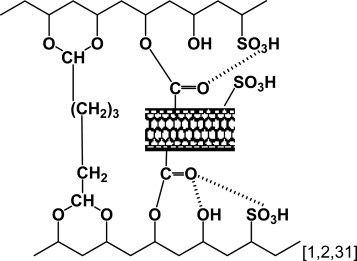 O O O OH SO₃H
CH
C=O
SO₃H
(CH₂)₃
CH₂
C=O
CH
O O O OH SO₃H
[1,2,31]